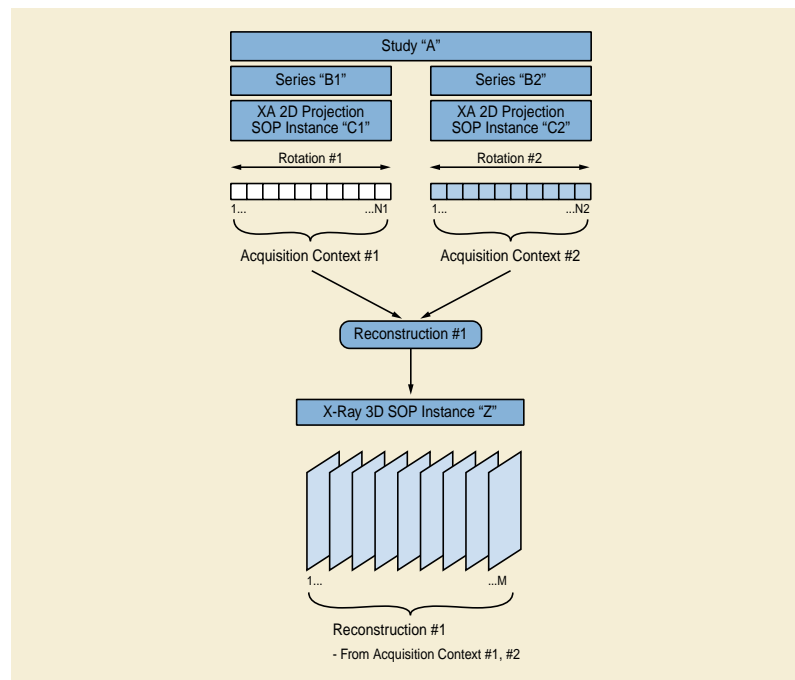 Study “A”
Series “B1”
Series “B2”
XA 2D Projection
SOP Instance “C1”
XA 2D Projection
SOP Instance “C2”
Rotation #1
Rotation #2
1...
...N1
1...
...N2
Acquisition Context #1
Acquisition Context #2
Reconstruction #1
X-Ray 3D SOP Instance “Z”
1...
...M
Reconstruction #1
- From Acquisition Context #1, #2